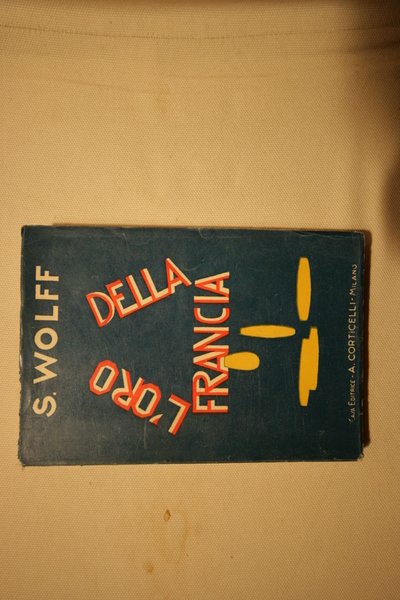 S. WOLFF
L'ORO DELLA
FRANCIA
CASA EDITRICE - A. CORTICELLI - MILANO